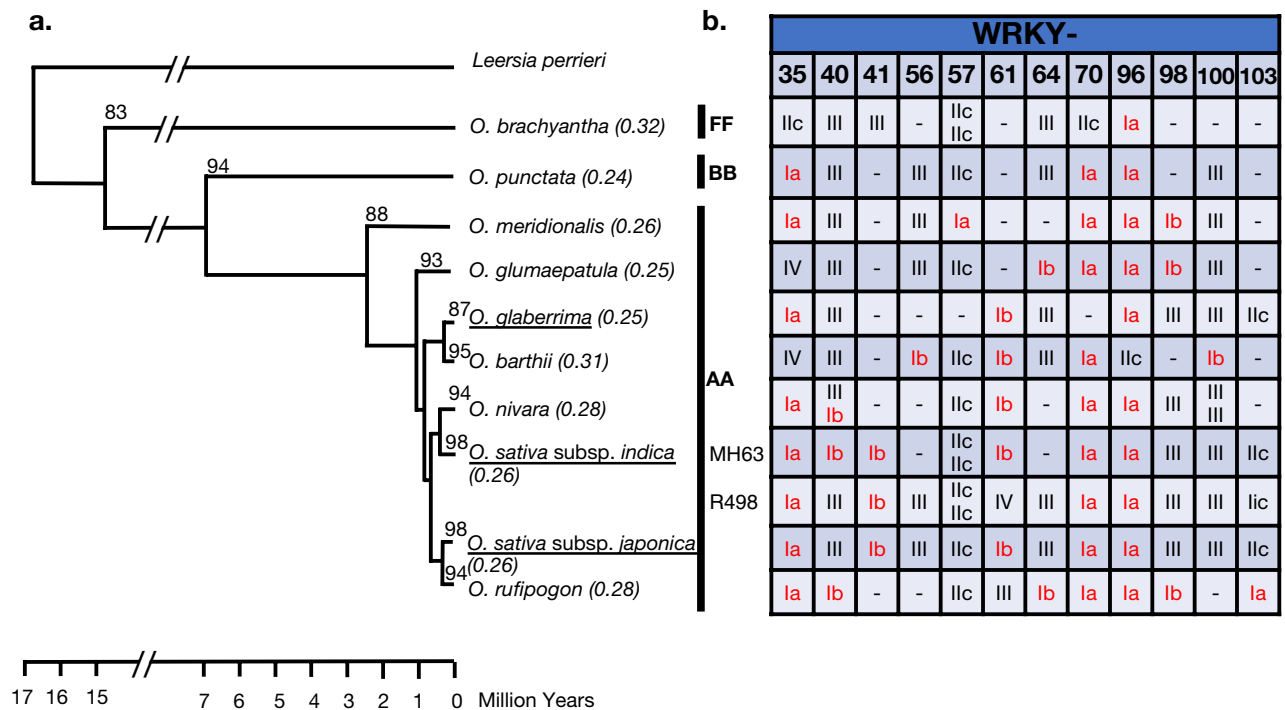 a.
Leersia perrieri
83
O. brachyantha (0.32)
94
O. punctata (0.24)
88
O. meridionalis (0.26)
93
O. glumaepatula (0.25)
87
O. glaberrima (0.25)
95
O. barthii (0.31)
94
O. nivara (0.28)
98
O. sativa subsp. indica
(0.26)
98
O. sativa subsp. japonica
(0.26)
94
O. rufipogon (0.28)
17 16 15 7 6 5 4 3 2 1 0 Million Years
FF
BB
AA
MH63
R498
b.
WRKY-
35 40 41 56 57 61 64 70 96 98 100 103
IIc III III - IIc IIc - III IIc Ia - - -
Ia III - III IIc - III Ia Ia - III -
Ia III - III Ia - - Ia Ia Ib III -
IV III - III IIc - Ib Ia Ia Ib III -
Ia III - - - Ib III - Ia III III IIc
IV III - Ib IIc Ib III Ia IIc - Ib -
Ia III Ib - - IIc Ib - Ia Ia III III III -
Ia Ib Ib - IIc IIc Ib - Ia Ia III III IIc
Ia III Ib III IIc IIc IV III Ia Ia III III Iic
Ia III Ib III IIc Ib III Ia Ia III III IIc
Ia Ib - - IIc III Ib Ia Ia Ib - Ia